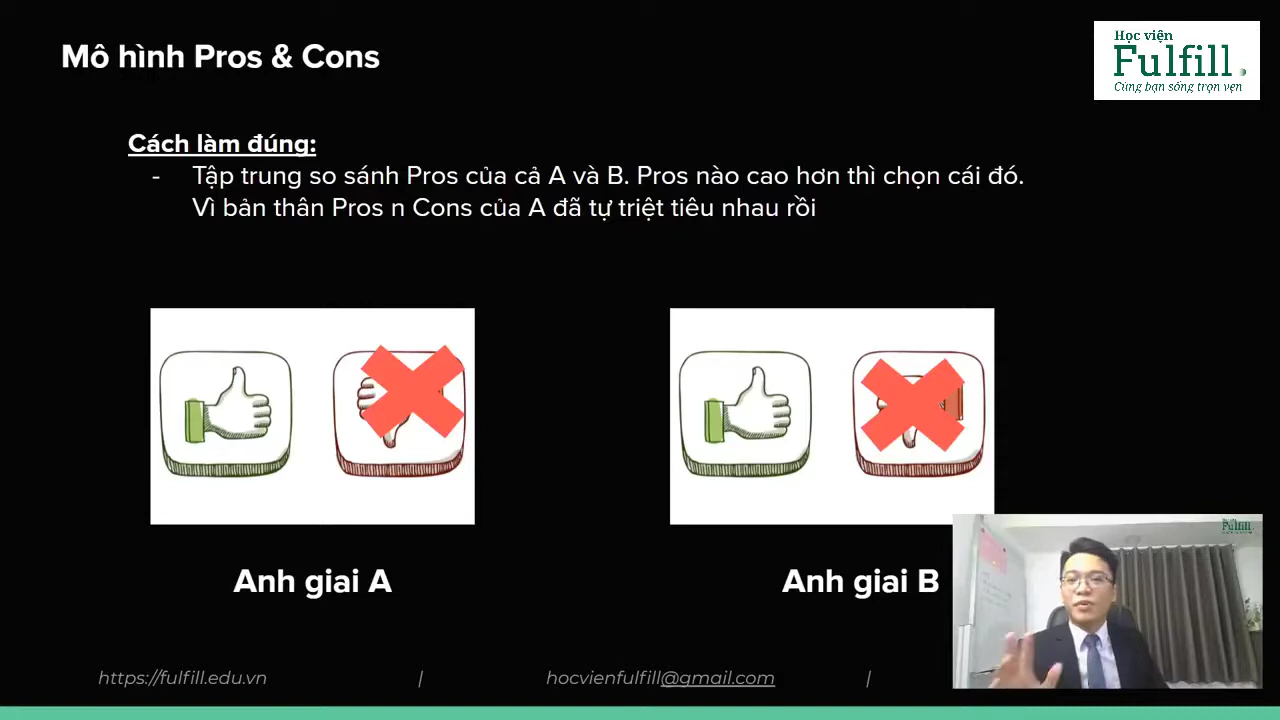 Mô hình Pros & Cons
Học viện
Fulfill.
Cùng bạn sống trọn vẹn
Cách làm đúng:
- Tập trung so sánh Pros của cả A và B. Pros nào cao hơn thì chọn cái đó.
Vì bản thân Pros n Cons của A đã tự triệt tiêu nhau rồi
Anh giai A
Anh giai B
Fulfill
https://fulfill.edu.vn | hocvienfulfill@gmail.com |